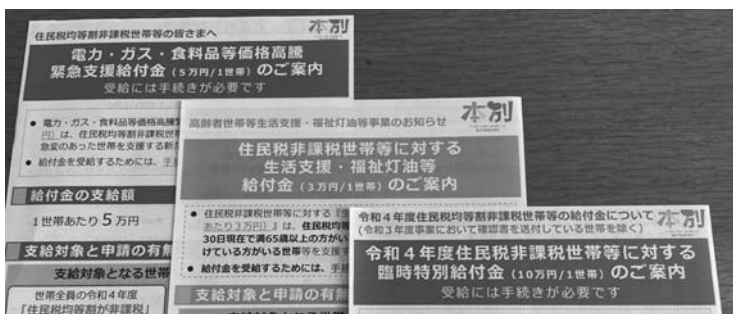 住民税均等割非課税世帯等の皆さまへ
本別
電力・ガス・食料品等価格高騰
緊急支援給付金(5万円/1世帯)のご案内
受給には手続きが必要です
● 電力・ガス・食料品等価格高騰
円)は、住民税均等割非課税世
急変のあった世帯を支援する新
● 給付金を受給するためには、手
給付金の支給額
1世帯あたり5万円
支給対象と申請の有無
支給対象となる世帯
世帯全員の令和4年度
「住民税均等割が非課税」
高齢者世帯等生活支援・福祉灯油等事業のお知らせ
本別
住民税非課税世帯等に対する
生活支援・福祉灯油等
給付金(3万円/1世帯)のご案内
● 住民税非課税世帯等に対する「生
あたり3万円)」は、住民税均等
30日現在で満65歳以上の方がい
けている方がいる世帯等を支援す
● 給付金を受給するためには、手続
支給対象と申請の有無
令和4年度住民税均等割非課税世帯等の給付金について
(令和3年度事業において確認書を送付している世帯を除く)
本別
令和4年度住民税非課税世帯等に対する
臨時特別給付金(10万円/1世帯)のご案内
受給には手続きが必要です